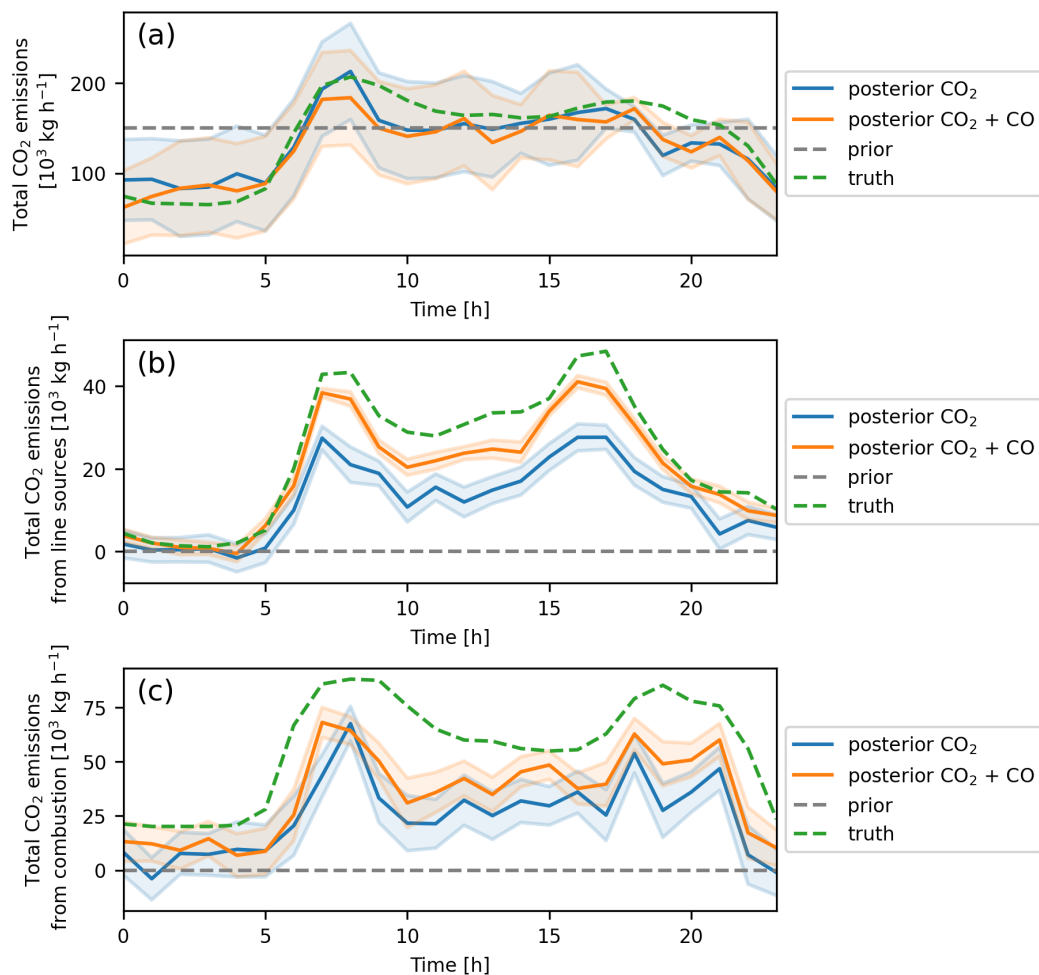 (a)
Total CO₂ emissions
[10³ kg h⁻¹]
200
100
0
5
10
15
20
Time [h]
posterior CO₂
posterior CO₂ + CO
prior
truth
(b)
Total CO₂ emissions
from line sources [10³ kg h⁻¹]
40
20
0
0
5
10
15
20
Time [h]
posterior CO₂
posterior CO₂ + CO
prior
truth
(c)
Total CO₂ emissions
from combustion [10³ kg h⁻¹]
75
50
25
0
0
5
10
15
20
Time [h]
posterior CO₂
posterior CO₂ + CO
prior
truth